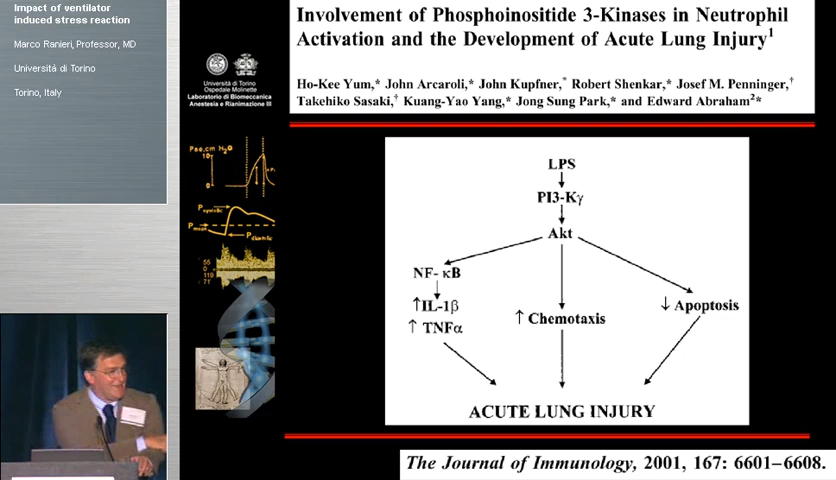 Impact of ventilator
induced stress reaction
Marco Ranieri, Professor, MD
Università di Torino
Torino, Italy
Università di Torino
Ospedale Molinette
Laboratorio di Biomeccanica
Anestesia e Rianimazione III
Involvement of Phosphoinositide 3-Kinases in Neutrophil
Activation and the Development of Acute Lung Injury¹
Ho-Kee Yum,* John Arcaroli,* John Kupfner,* Robert Shenkar,* Josef M. Penninger,†
Takehiko Sasaki,† Kuang-Yao Yang,* Jong Sung Park,* and Edward Abraham²*
10
0
P mean
LPS
PI3-Kγ
Akt
NF- κB
↑IL-1β
↑ TNFα
↑ Chemotaxis
↓ Apoptosis
ACUTE LUNG INJURY
The Journal of Immunology, 2001, 167: 6601–6608.